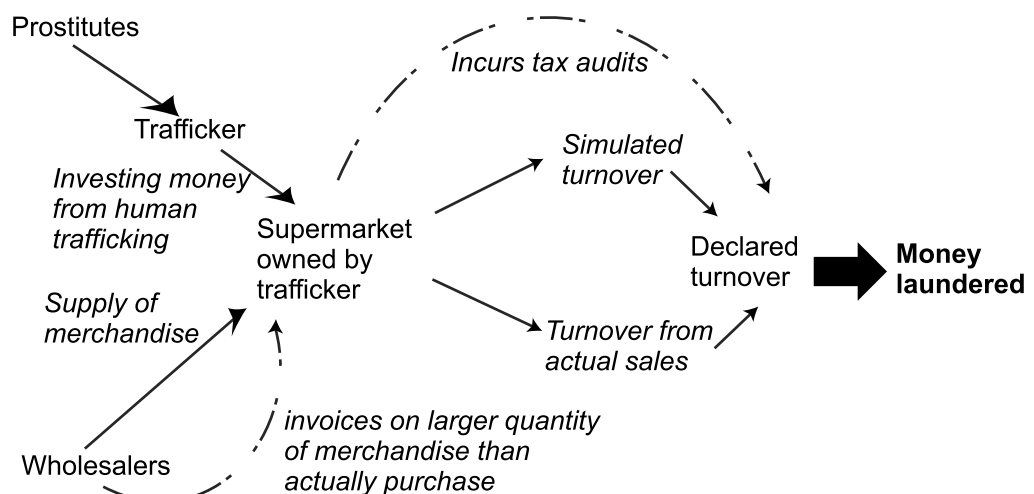 Prostitutes
Incurs tax audits
Trafficker
Simulated
turnover
Investing money
from human
trafficking
Supermarket
owned by
trafficker
Declared
turnover
Money
laundered
Supply of
merchandise
Turnover from
actual sales
invoices on larger quantity
of merchandise than
actually purchase
Wholesalers